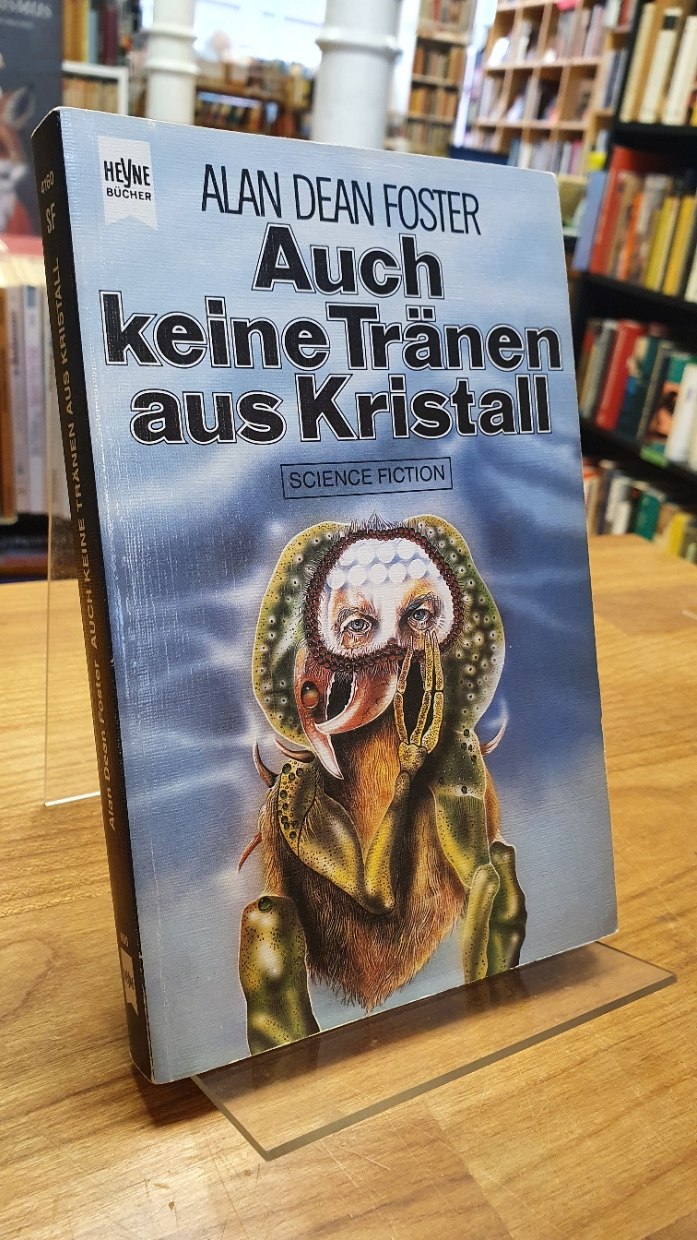 HEYNE
BÜCHER
ALAN DEAN FOSTER
Auch
keine Tränen
aus Kristall
SCIENCE FICTION
4160
SF
Alan Dean Foster AUCH KEINE TRÄNEN AUS KRISTALL